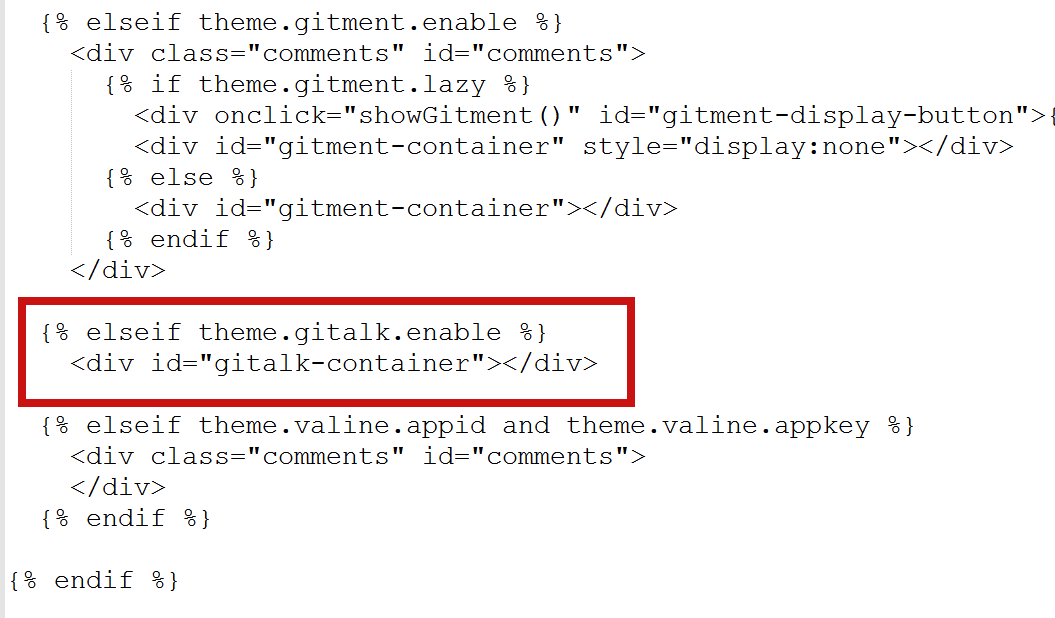 {% elseif theme.gitment.enable %}
<div class="comments" id="comments">
{% if theme.gitment.lazy %}
<div onclick="showGitment()" id="gitment-display-button">{
<div id="gitment-container" style="display:none"></div>
{% else %}
<div id="gitment-container"></div>
{% endif %}
</div>
{% elseif theme.gitalk.enable %}
<div id="gitalk-container"></div>
{% elseif theme.valine.appid and theme.valine.appkey %}
<div class="comments" id="comments">
</div>
{% endif %}
{% endif %}